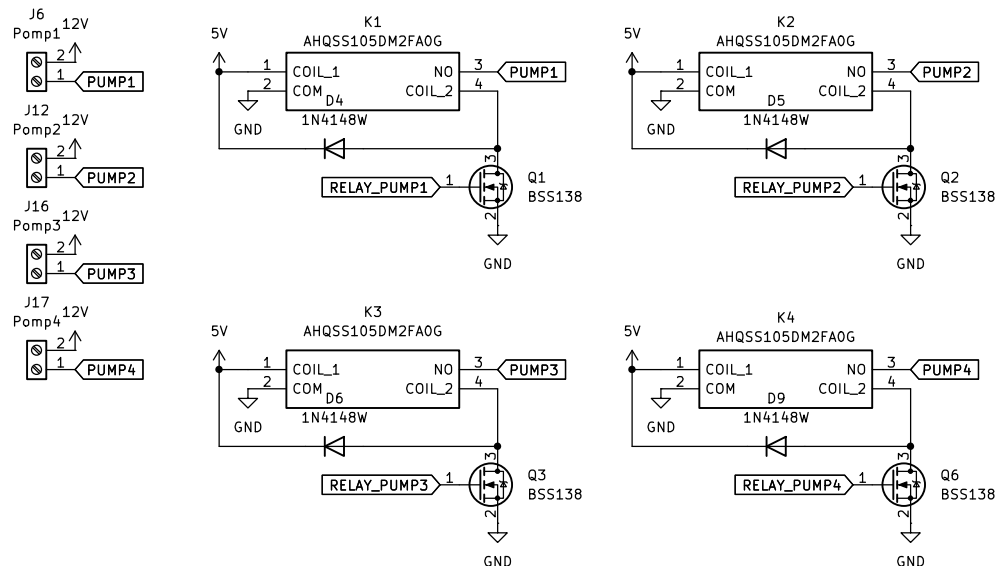 J6
Pomp1
12V
2
1
PUMP1
J12
Pomp2
12V
2
1
PUMP2
J16
Pomp3
12V
2
1
PUMP3
J17
Pomp4
12V
2
1
PUMP4
K1
AHQSS105DM2FA0G
5V
1
COIL_1
NO
3
PUMP1
2
COM
COIL_2
4
GND
D4
1N4148W
3
RELAY_PUMP1
1
Q1
BSS138
2
GND
K2
AHQSS105DM2FA0G
5V
1
COIL_1
NO
3
PUMP2
2
COM
COIL_2
4
GND
D5
1N4148W
3
RELAY_PUMP2
1
Q2
BSS138
2
GND
K3
AHQSS105DM2FA0G
5V
1
COIL_1
NO
3
PUMP3
2
COM
COIL_2
4
GND
D6
1N4148W
3
RELAY_PUMP3
1
Q3
BSS138
2
GND
K4
AHQSS105DM2FA0G
5V
1
COIL_1
NO
3
PUMP4
2
COM
COIL_2
4
GND
D9
1N4148W
3
RELAY_PUMP4
1
Q6
BSS138
2
GND